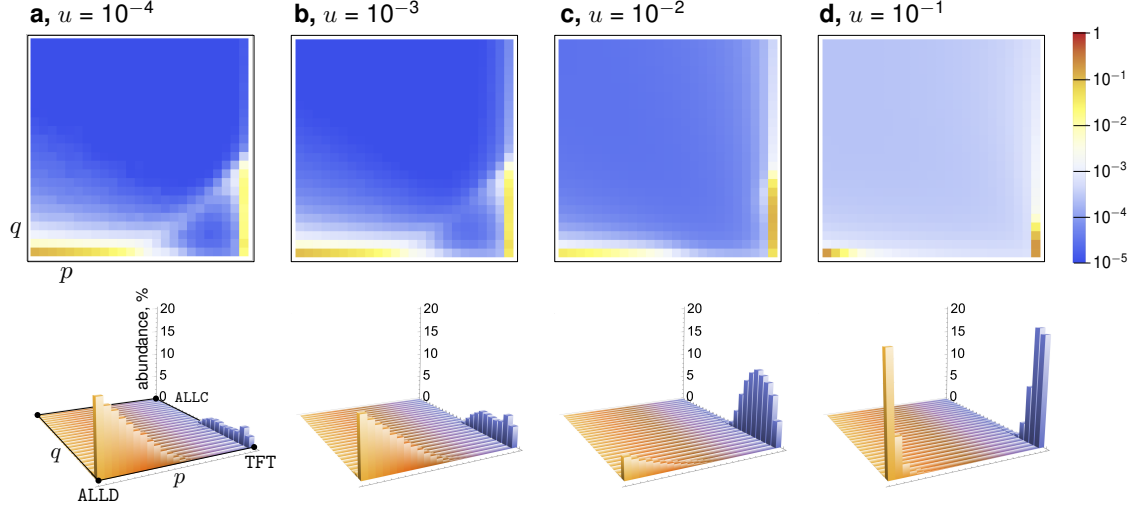 a, u = 10⁻⁴
b, u = 10⁻³
c, u = 10⁻²
d, u = 10⁻¹
1
10⁻¹
10⁻²
10⁻³
10⁻⁴
10⁻⁵
q
p
abundance, %
20
15
10
5
0
ALLC
q
p
TFT
ALLD
20
15
10
5
0
20
15
10
5
0
20
15
10
5
0